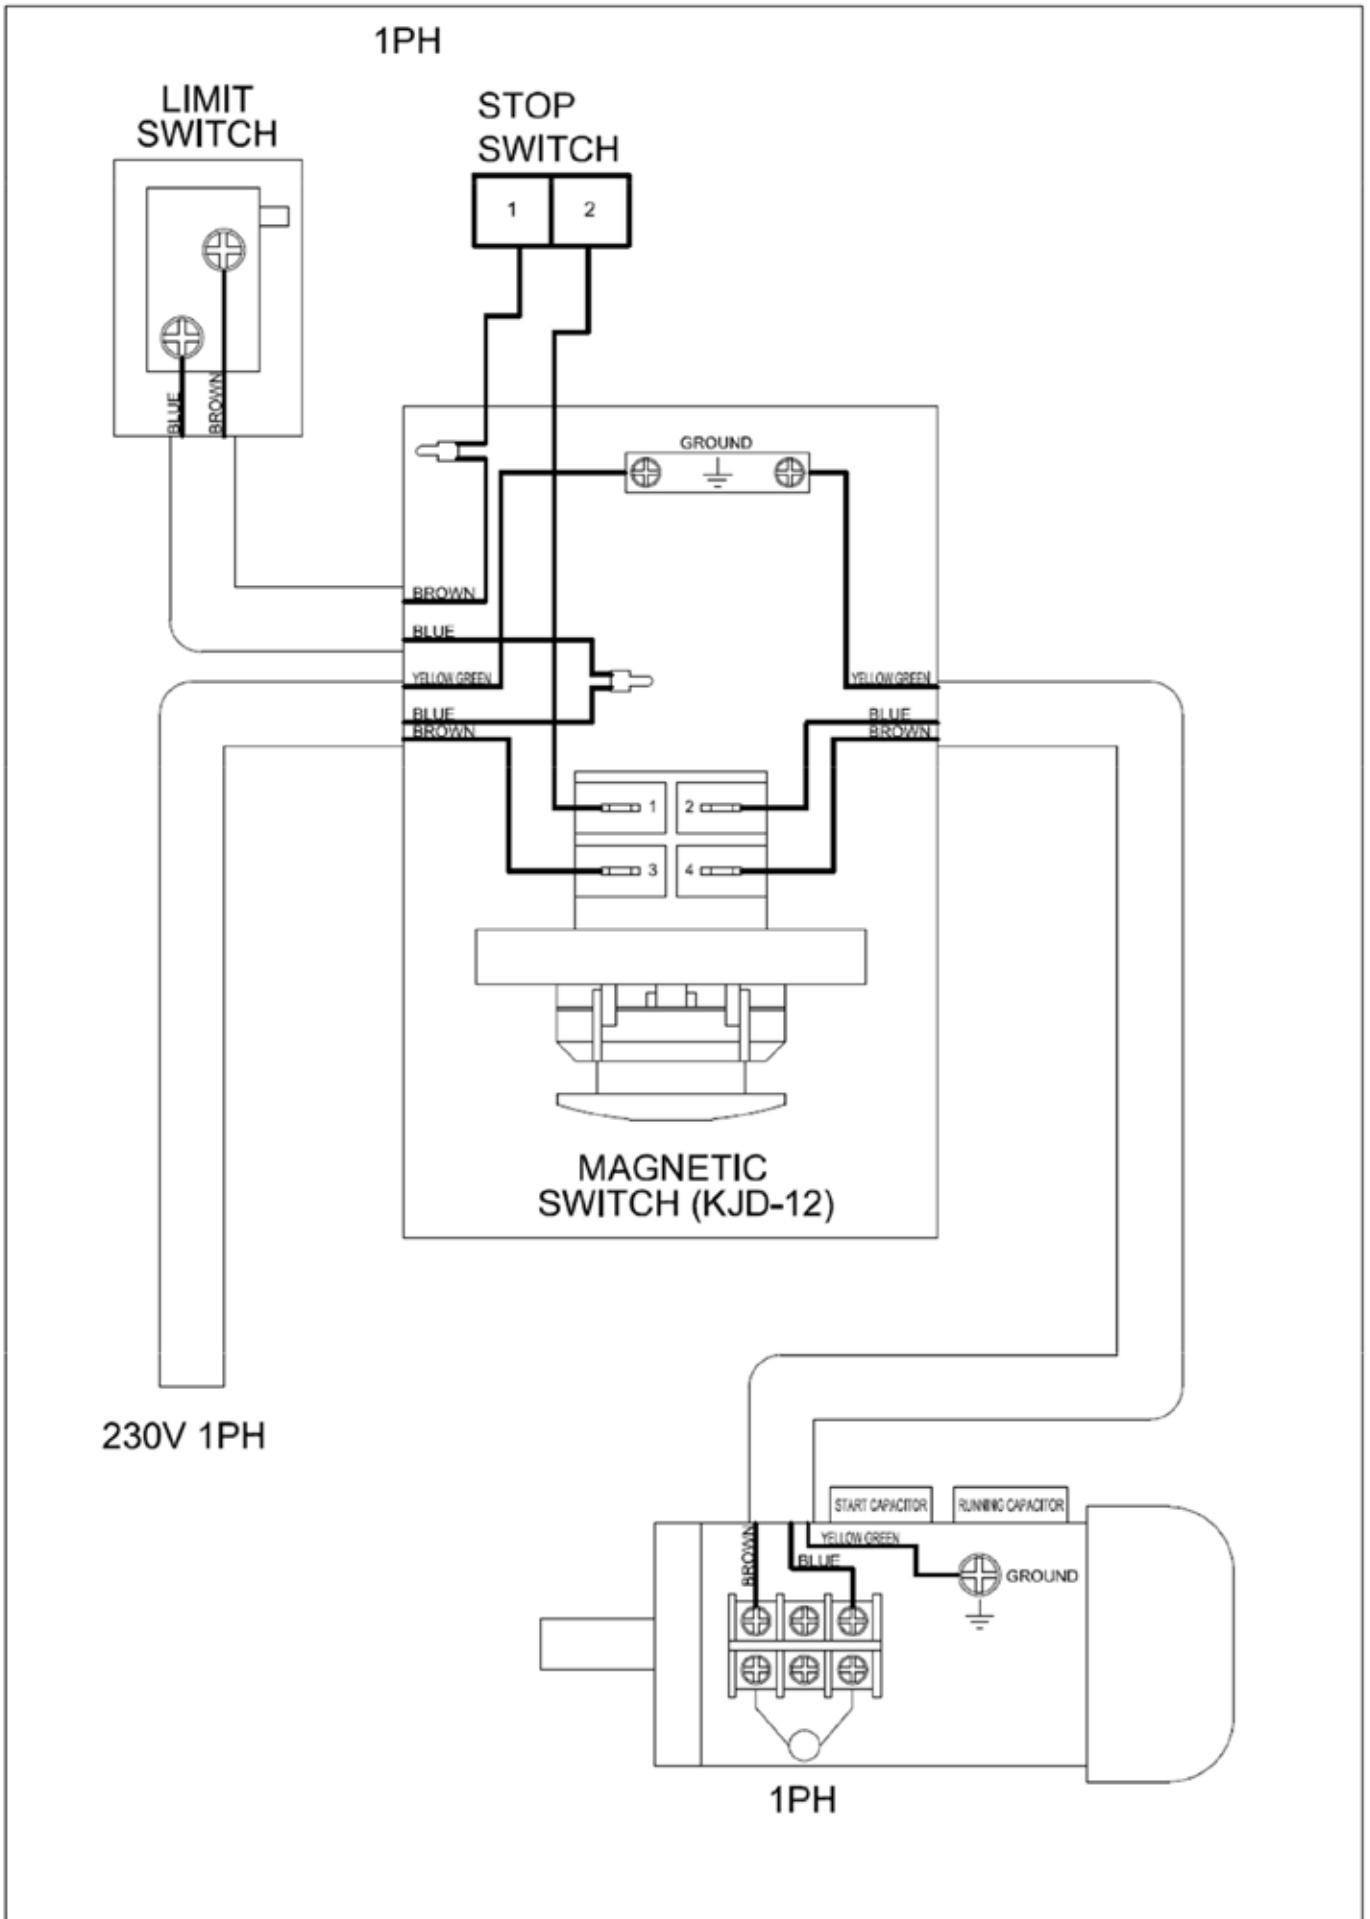 1PH
LIMIT
SWITCH
STOP
SWITCH
1
2
BLUE
BROWN
GROUND
BROWN
BLUE
YELLOW GREEN
BLUE
BROWN
YELLOW GREEN
BLUE
BROWN
1
2
3
4
MAGNETIC
SWITCH (KJD-12)
230V 1PH
START CAPACITOR
RUNNING CAPACITOR
BROWN
YELLOW GREEN
BLUE
GROUND
1PH